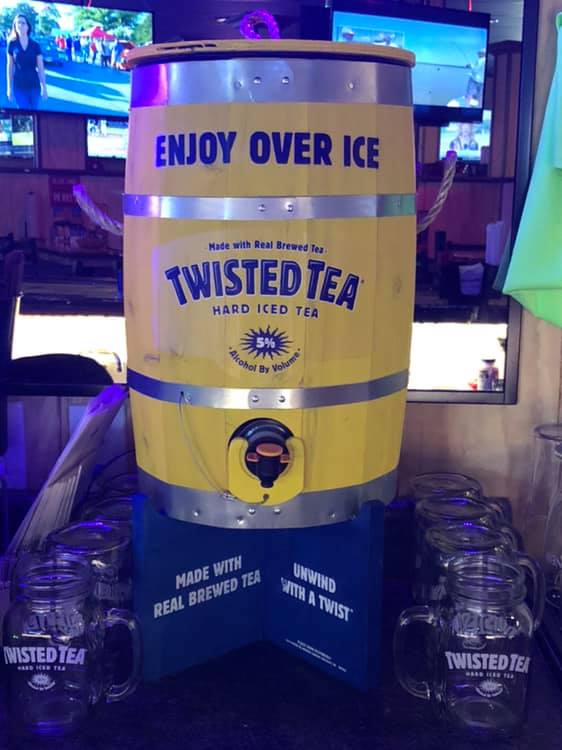 ENJOY OVER ICE
Made with Real Brewed Tea
TWISTED TEA
HARD ICED TEA
5%
Alcohol By Volume
MADE WITH
REAL BREWED TEA
UNWIND
WITH A TWIST
TWISTED TEA
HARD ICED TEA
TWISTED TEA
HARD ICED TEA